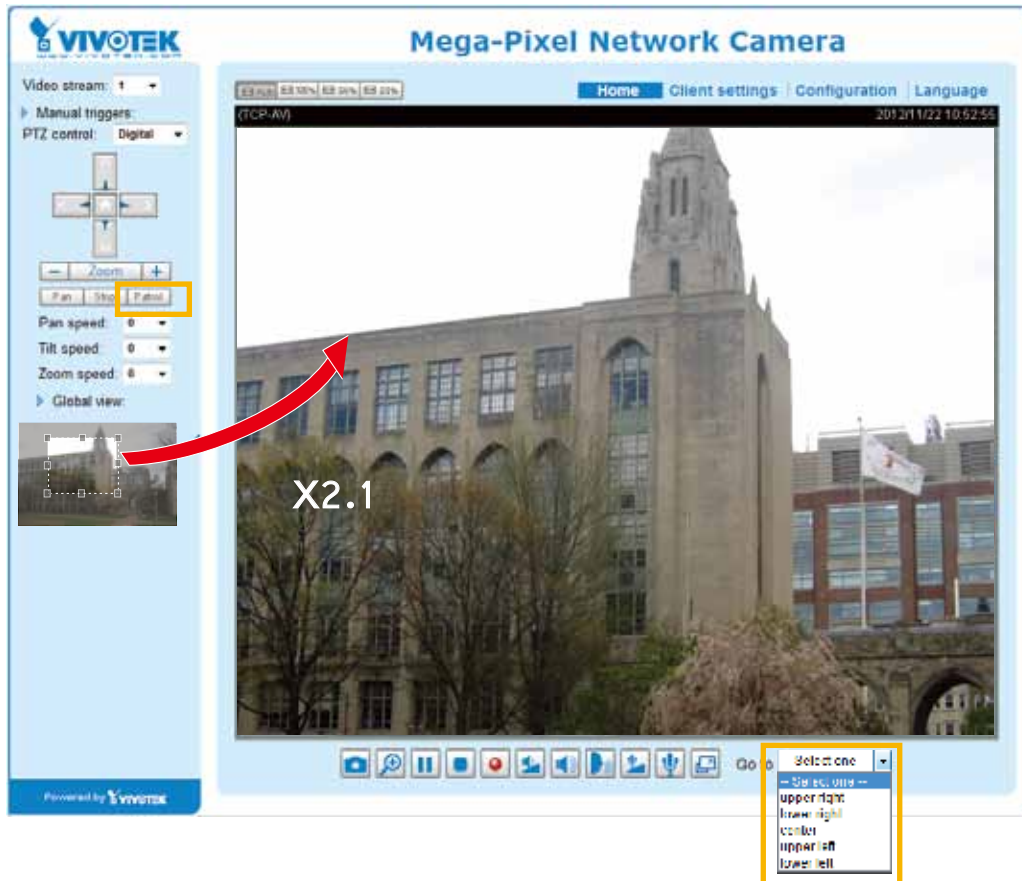 VIVOTEK
WWW.VIVOTEK.COM
Mega-Pixel Network Camera
Video stream: 1
Manual triggers:
PTZ control: Digital
Zoom
Pan Stop Patrol
Pan speed: 0
Tilt speed: 0
Zoom speed: 0
Global view:
Powered by VIVOTEK
Home Client settings Configuration Language
(TCP-AV) 2012/11/22 10:52:55
X2.1
Go to Select one
-- Select one --
upper right
lower right
center
upper left
lower left